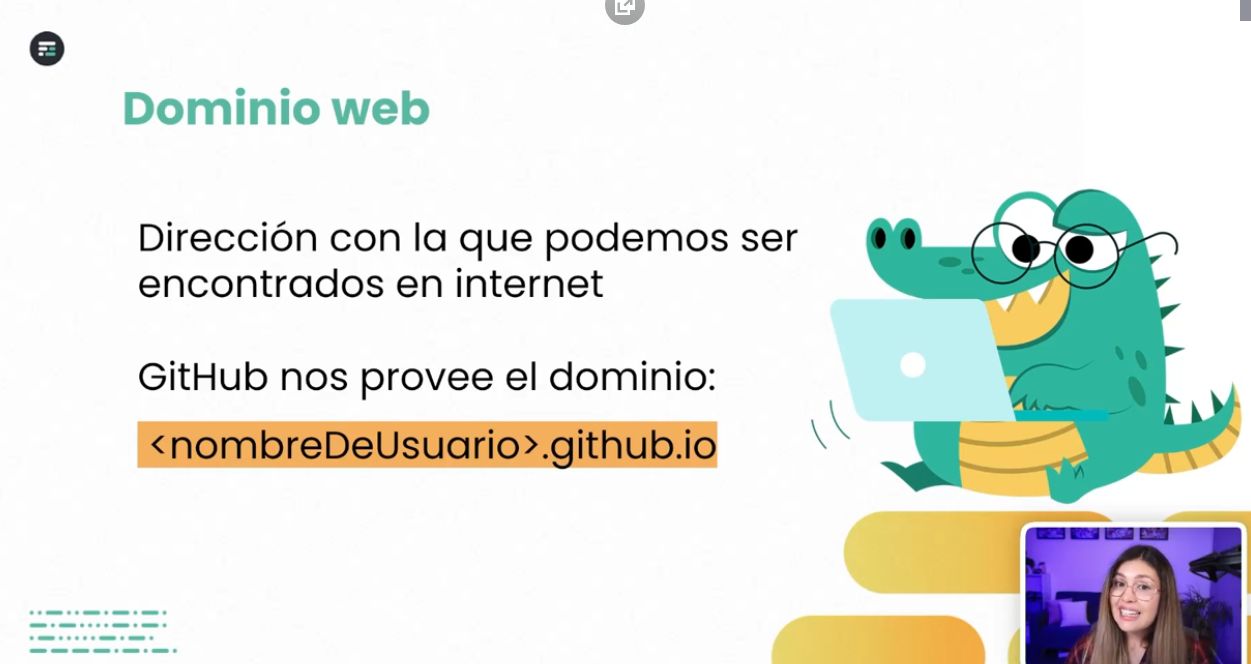 Dominio web
Dirección con la que podemos ser
encontrados en internet
GitHub nos provee el dominio:
<nombreDeUsuario>.github.io